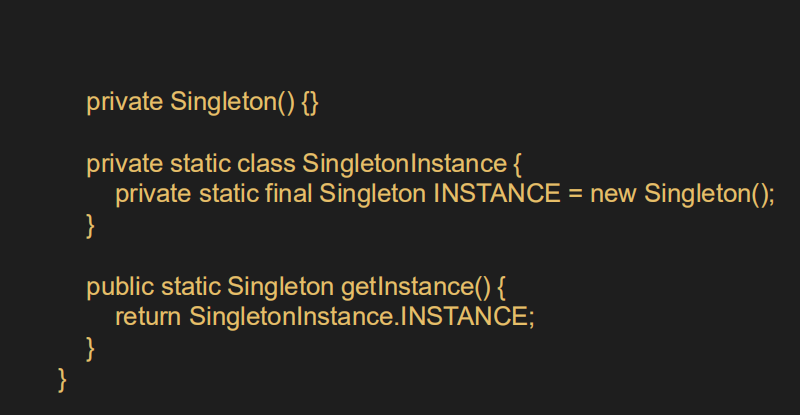 private Singleton() {}
private static class SingletonInstance {
private static final Singleton INSTANCE = new Singleton();
}
public static Singleton getInstance() {
return SingletonInstance.INSTANCE;
}
}